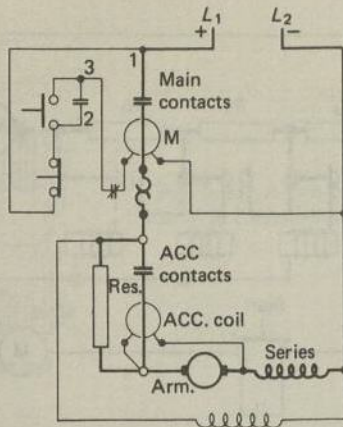 L₁ L₂
+ −
3
1
Main
contacts
2
M
ACC
contacts
Res.
ACC. coil
Series
Arm.